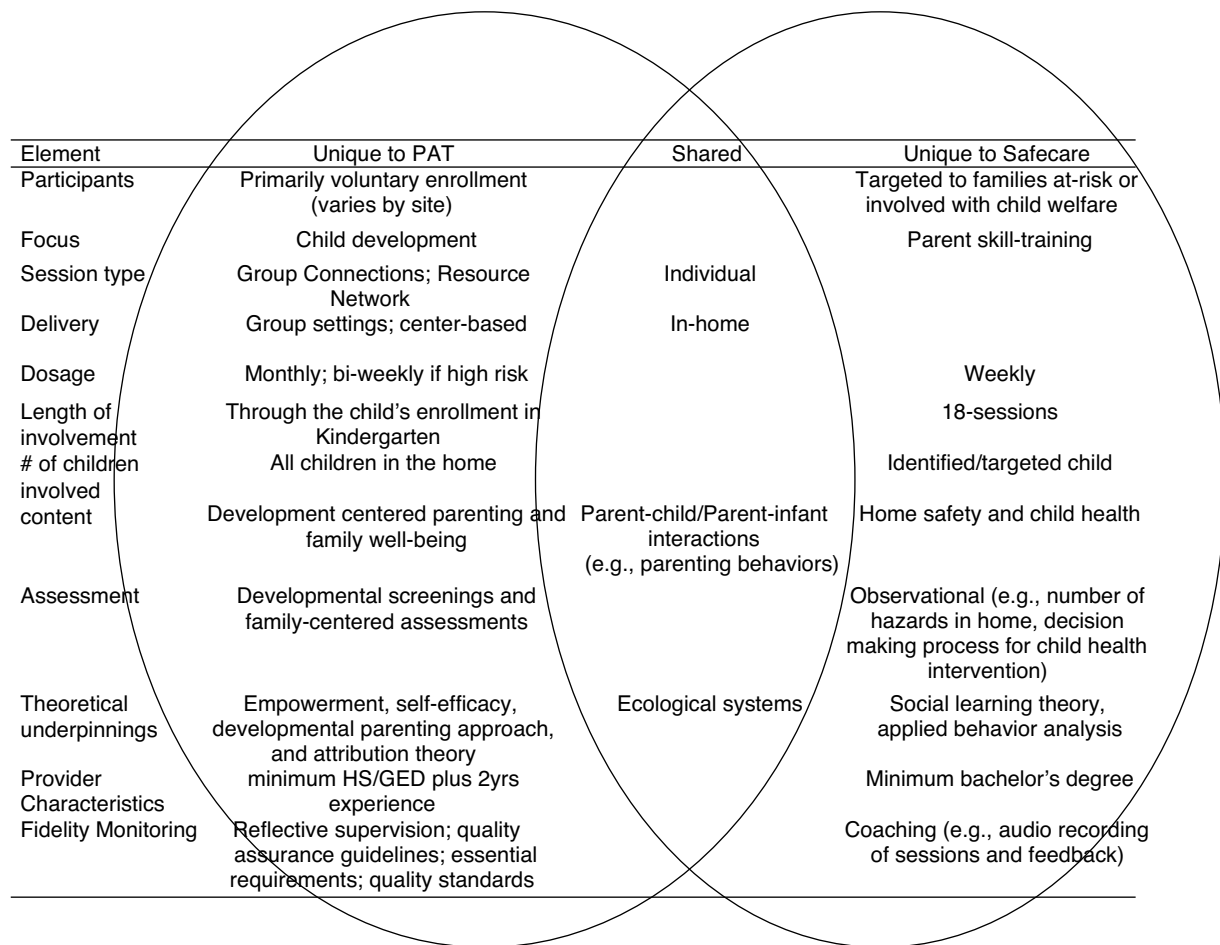 Element Unique to PAT Shared Unique to Safecare
Participants Primarily voluntary enrollment Targeted to families at-risk or
(varies by site) involved with child welfare
Focus Child development Parent skill-training
Session type Group Connections; Resource Individual
Network
Delivery Group settings; center-based In-home
Dosage Monthly; bi-weekly if high risk Weekly
Length of Through the child's enrollment in 18-sessions
involvement Kindergarten
# of children All children in the home Identified/targeted child
involved
content Development centered parenting and Parent-child/Parent-infant Home safety and child health
family well-being interactions
(e.g., parenting behaviors)
Assessment Developmental screenings and Observational (e.g., number of
family-centered assessments hazards in home, decision
making process for child health
intervention)
Theoretical Empowerment, self-efficacy, Ecological systems Social learning theory,
underpinnings developmental parenting approach, applied behavior analysis
and attribution theory
Provider minimum HS/GED plus 2yrs Minimum bachelor's degree
Characteristics experience
Fidelity Monitoring Reflective supervision; quality Coaching (e.g., audio recording
assurance guidelines; essential of sessions and feedback)
requirements; quality standards